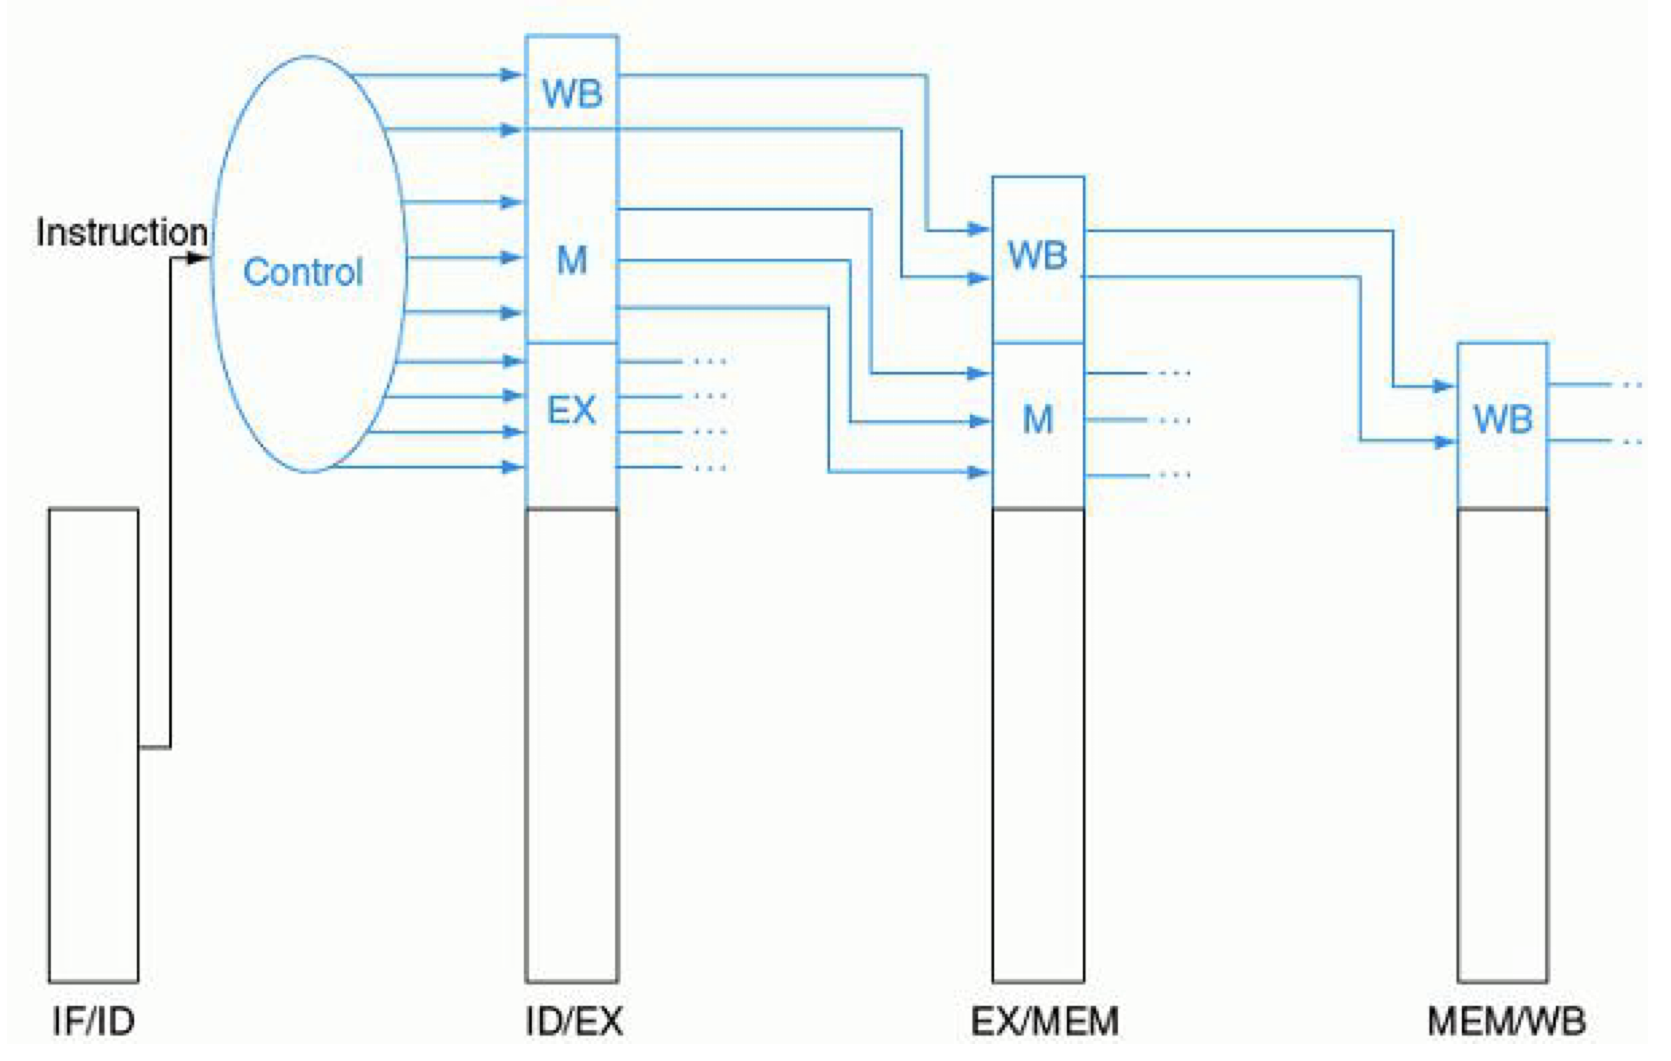 WB
Instruction
Control
M
EX
WB
M
WB
IF/ID
ID/EX
EX/MEM
MEM/WB